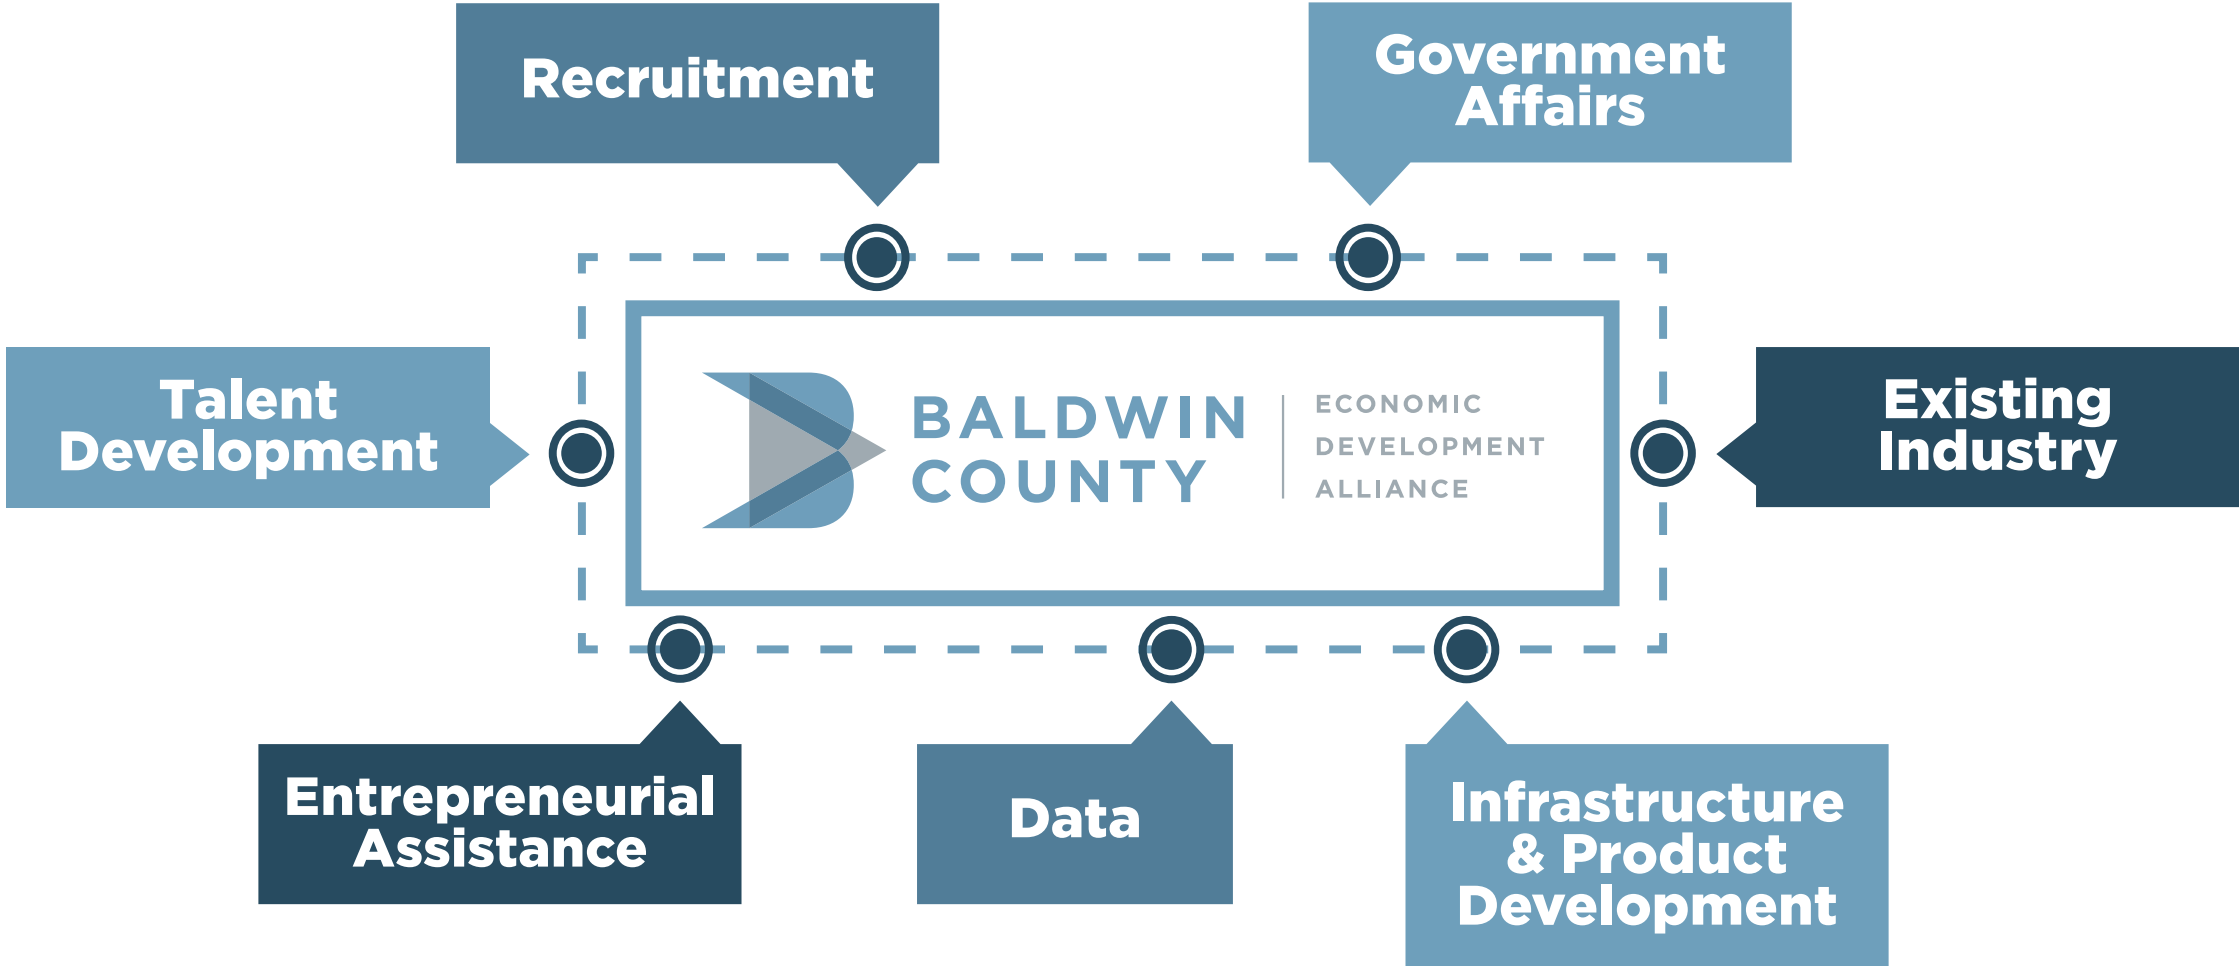 Recruitment
Government
Affairs
Talent
Development
BALDWIN
COUNTY
ECONOMIC
DEVELOPMENT
ALLIANCE
Existing
Industry
Entrepreneurial
Assistance
Data
Infrastructure
& Product
Development